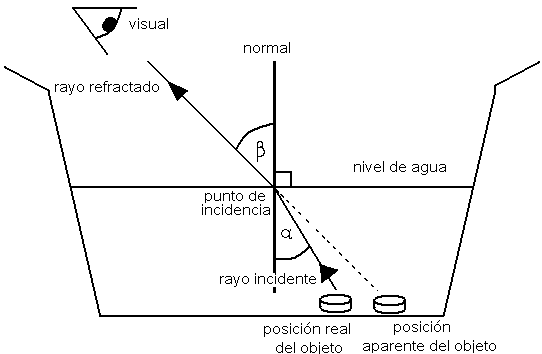 visual
normal
rayo refractado
β
nivel de agua
punto de
incidencia
α
rayo incidente
posición real
del objeto
posición
aparente del objeto